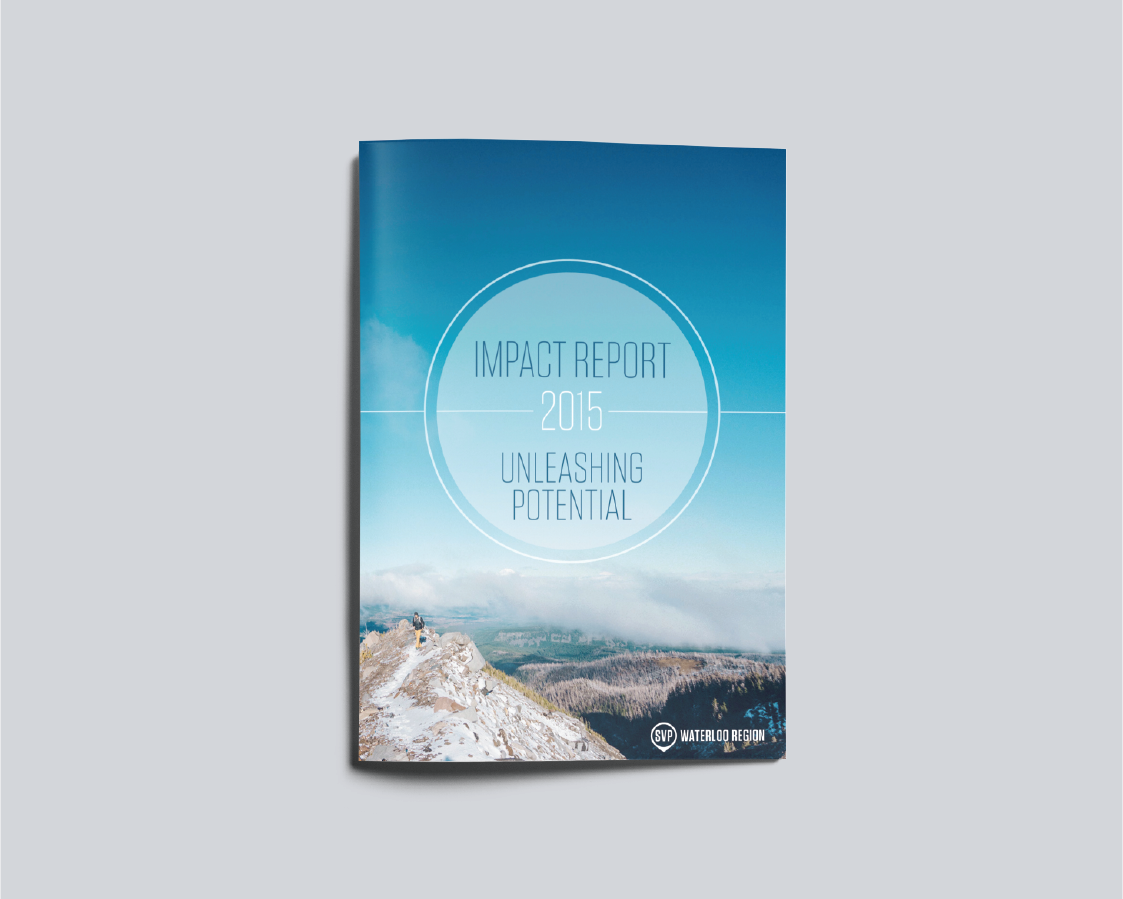 IMPACT REPORT
2015
UNLEASHING
POTENTIAL
SVP WATERLOO REGION